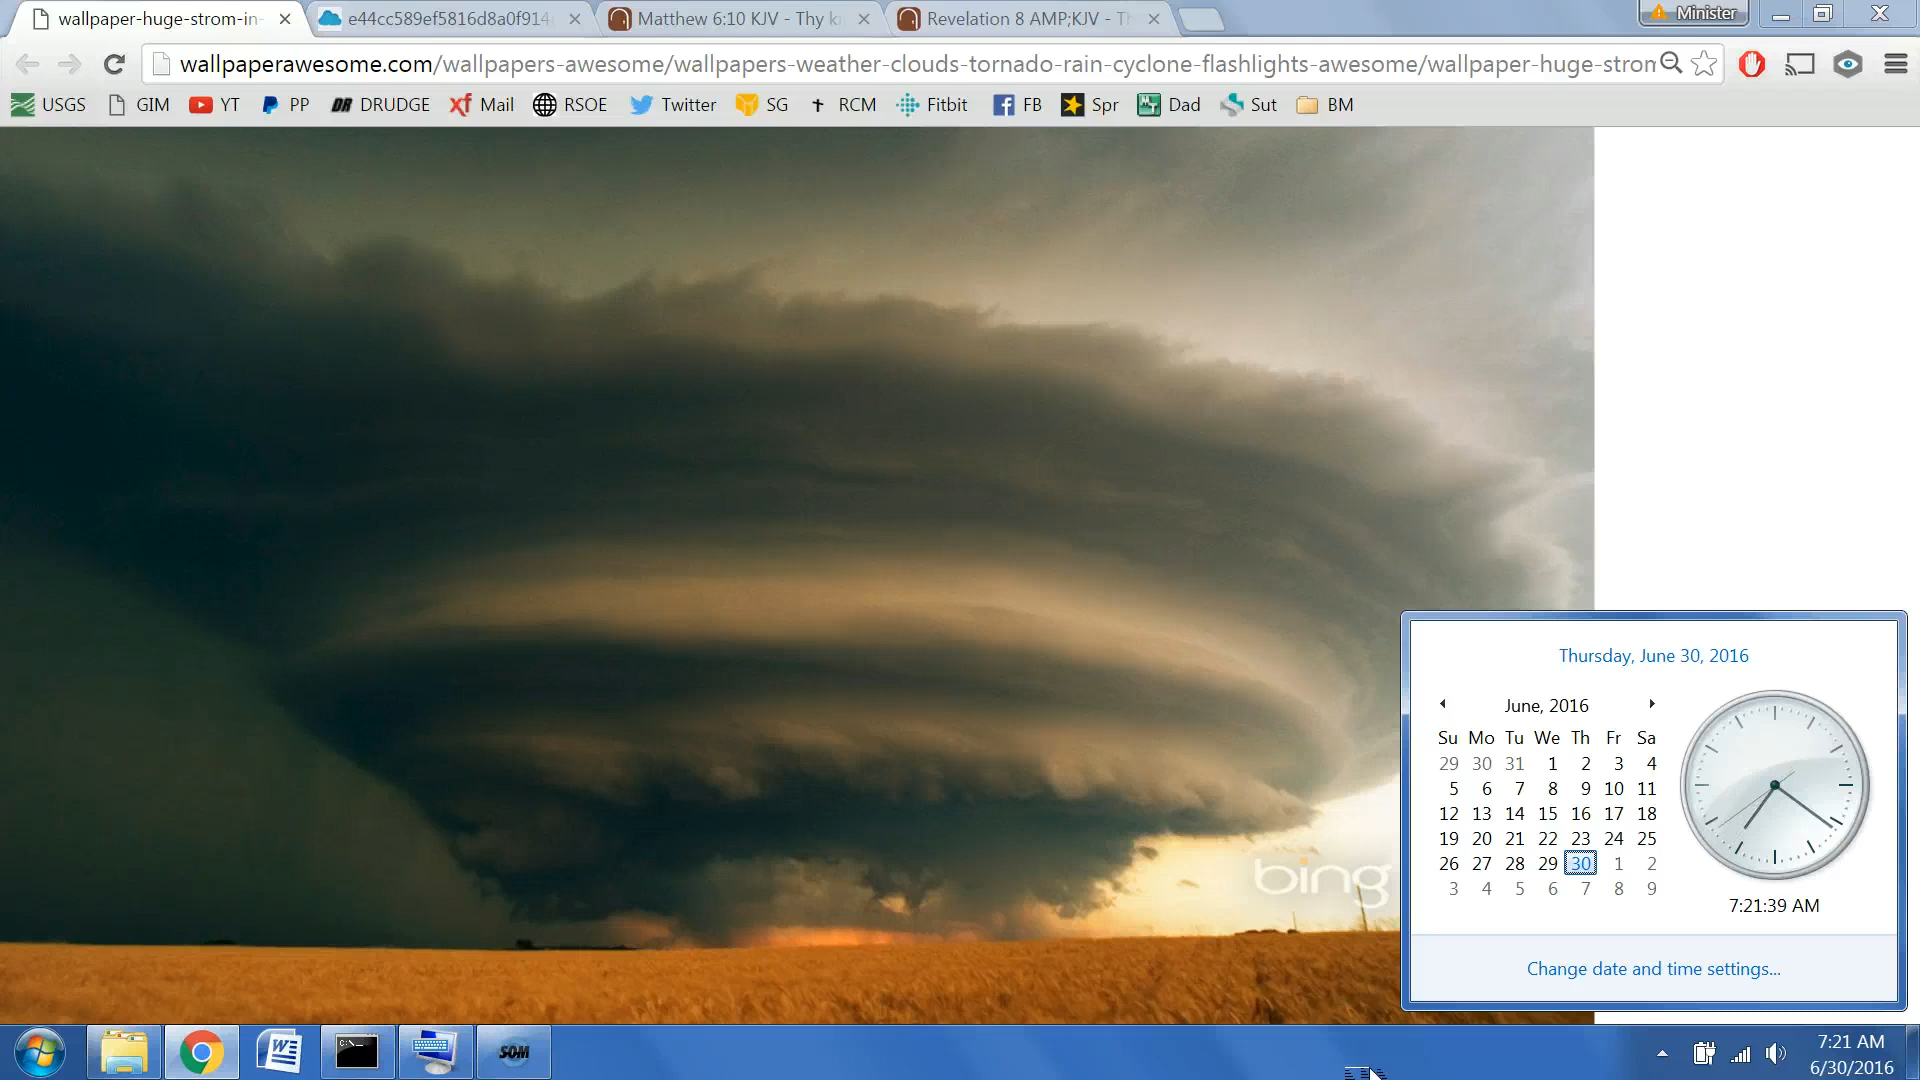 wallpaper-huge-strom-in-
e44cc589ef5816d8a0f914
Matthew 6:10 KJV - Thy k
Revelation 8 AMP;KJV - T
Minister
wallpaperawesome.com/wallpapers-awesome/wallpapers-weather-clouds-tornado-rain-cyclone-flashlights-awesome/wallpaper-huge-strom
USGS GIM YT PP DRUDGE Mail RSOE Twitter SG RCM Fitbit FB Spr Dad Sut BM
bing
Thursday, June 30, 2016
June, 2016
Su Mo Tu We Th Fr Sa
29 30 31 1 2 3 4
5 6 7 8 9 10 11
12 13 14 15 16 17 18
19 20 21 22 23 24 25
26 27 28 29 30 1 2
3 4 5 6 7 8 9
7:21:39 AM
Change date and time settings...
C:\_
SOM
7:21 AM
6/30/2016